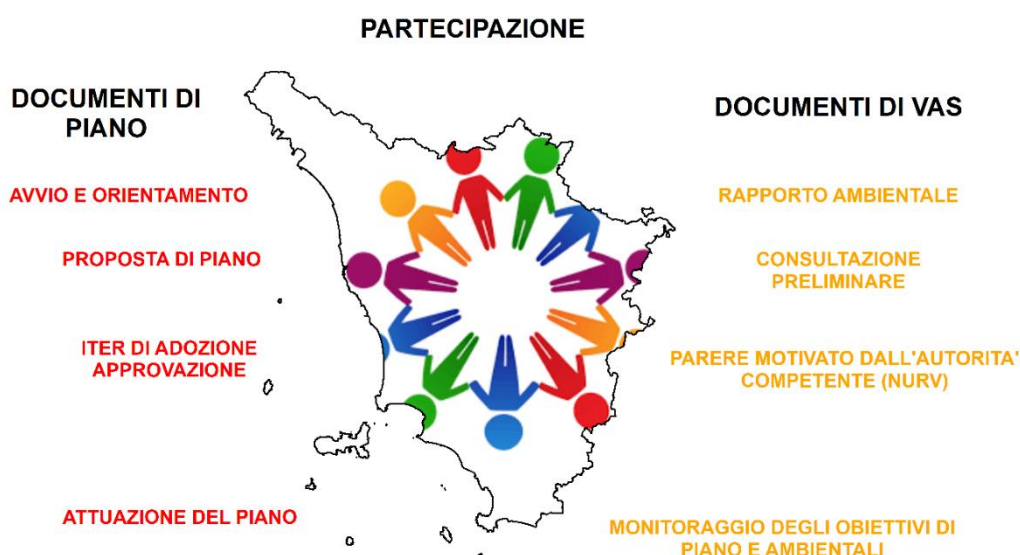 PARTECIPAZIONE
DOCUMENTI DI
PIANO
AVVIO E ORIENTAMENTO
PROPOSTA DI PIANO
ITER DI ADOZIONE
APPROVAZIONE
ATTUAZIONE DEL PIANO
DOCUMENTI DI VAS
RAPPORTO AMBIENTALE
CONSULTAZIONE
PRELIMINARE
PARERE MOTIVATO DALL'AUTORITA'
COMPETENTE (NURV)
MONITORAGGIO DEGLI OBIETTIVI DI
PIANO E AMBIENTALI